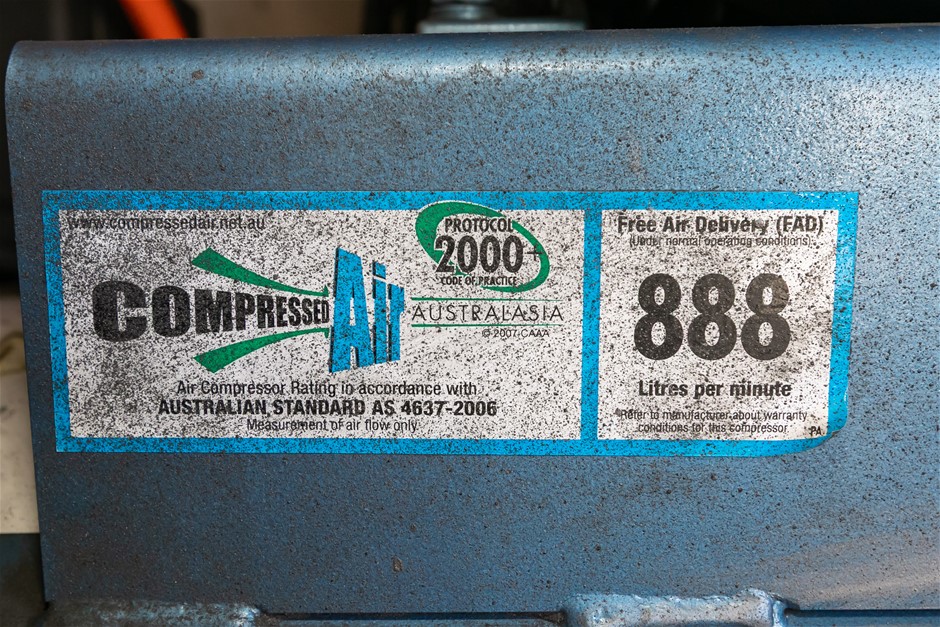 www.compressedair.net.au
PROTOCOL
2000+
CODE OF PRACTICE
COMPRESSED Air
AUSTRALASIA
© 2007 CAAA
Air Compressor Rating in accordance with
AUSTRALIAN STANDARD AS 4637-2006
Measurement of air flow only
Free Air Delivery (FAD)
(Under normal operating conditions)
888
Litres per minute
*Refer to manufacturer about warranty
conditions for this compressor
PA